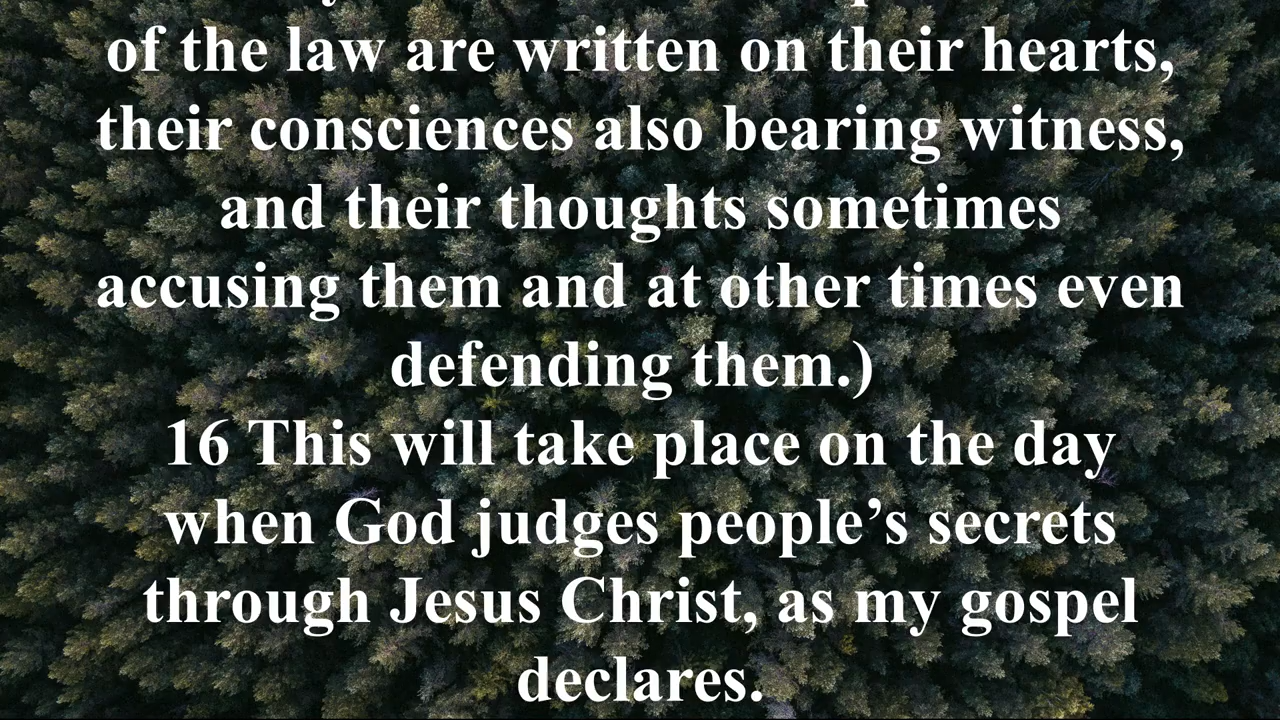 of the law are written on their hearts,
their consciences also bearing witness,
and their thoughts sometimes
accusing them and at other times even
defending them.)
16 This will take place on the day
when God judges people’s secrets
through Jesus Christ, as my gospel
declares.